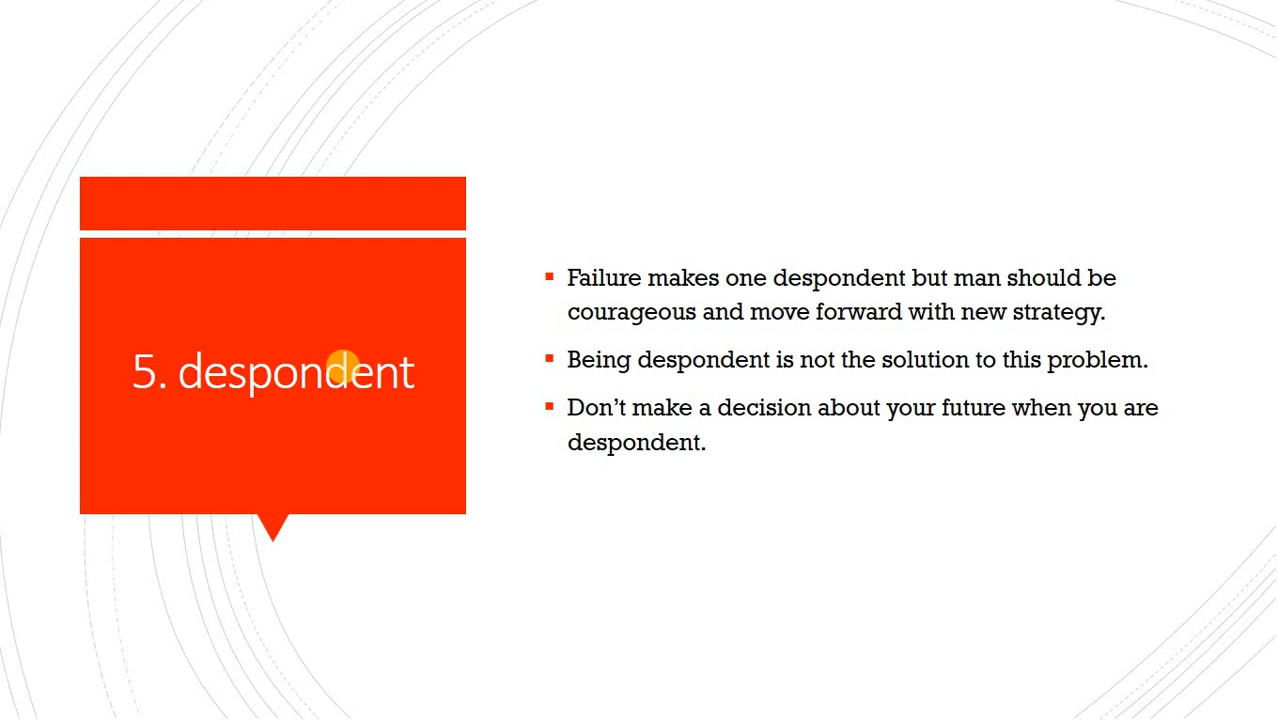 5. despondent
Failure makes one despondent but man should be
courageous and move forward with new strategy.
Being despondent is not the solution to this problem.
Don’t make a decision about your future when you are
despondent.